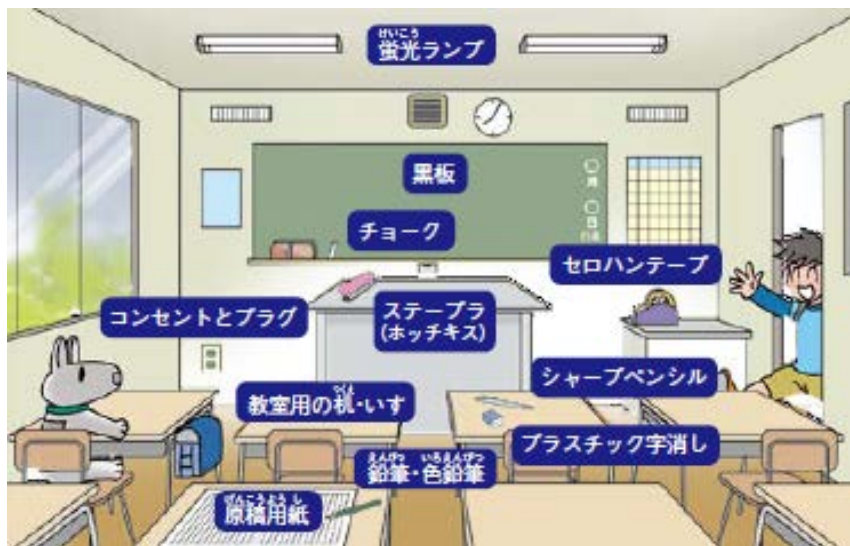 けいこう
蛍光ランプ
黒板
チョーク
セロハンテープ
コンセントとプラグ
ステープラ
(ホッチキス)
シャープペンシル
つくえ
教室用の机・いす
プラスチック字消し
えんぴつ いろえんぴつ
鉛筆・色鉛筆
げんこうようし
原稿用紙